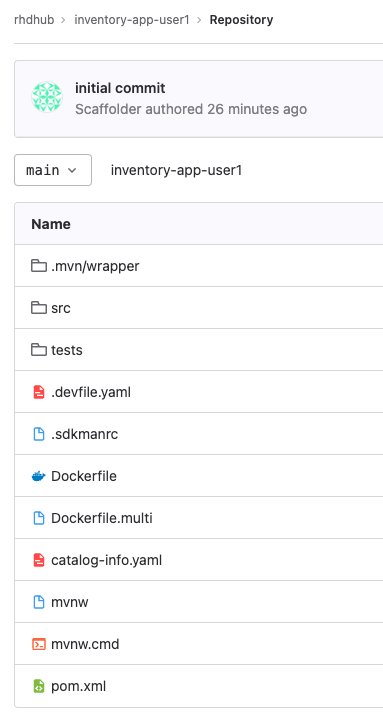 rhdhub > inventory-app-user1 > Repository
initial commit
Scaffolder authored 26 minutes ago
main inventory-app-user1
Name
.mvn/wrapper
src
tests
.devfile.yaml
.sdkmanrc
Dockerfile
Dockerfile.multi
catalog-info.yaml
mvnw
mvnw.cmd
pom.xml